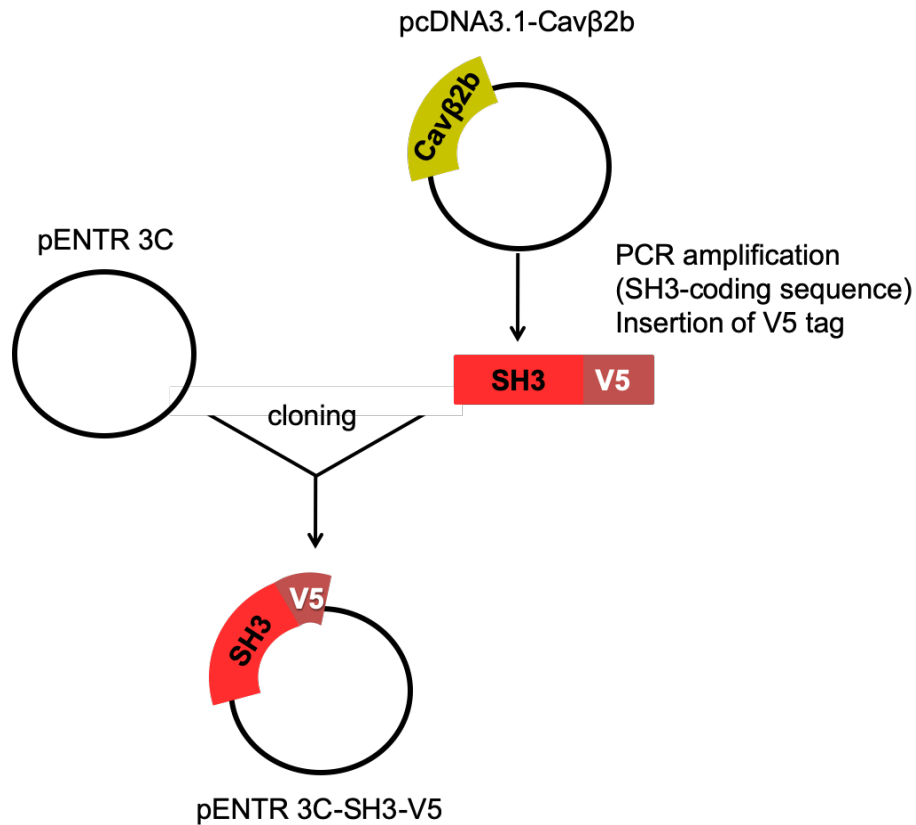 pcDNA3.1-Cavβ2b
Cavβ2b
pENTR 3C
PCR amplification
(SH3-coding sequence)
Insertion of V5 tag
SH3 V5
cloning
V5
SH3
pENTR 3C-SH3-V5